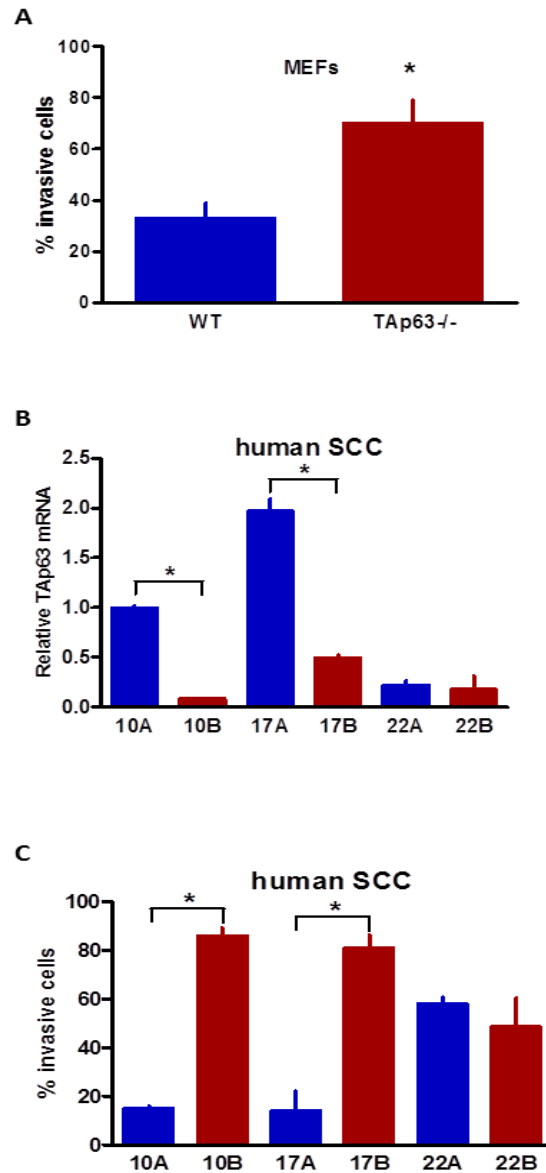 A
100
80
60
40
20
0
% invasive cells
MEFs
*
WT
TAp63-/-
B
human SCC
2.5
2.0
1.5
1.0
0.5
0.0
Relative TAp63 mRNA
*
*
10A
10B
17A
17B
22A
22B
C
human SCC
100
80
60
40
20
0
% invasive cells
*
*
10A
10B
17A
17B
22A
22B